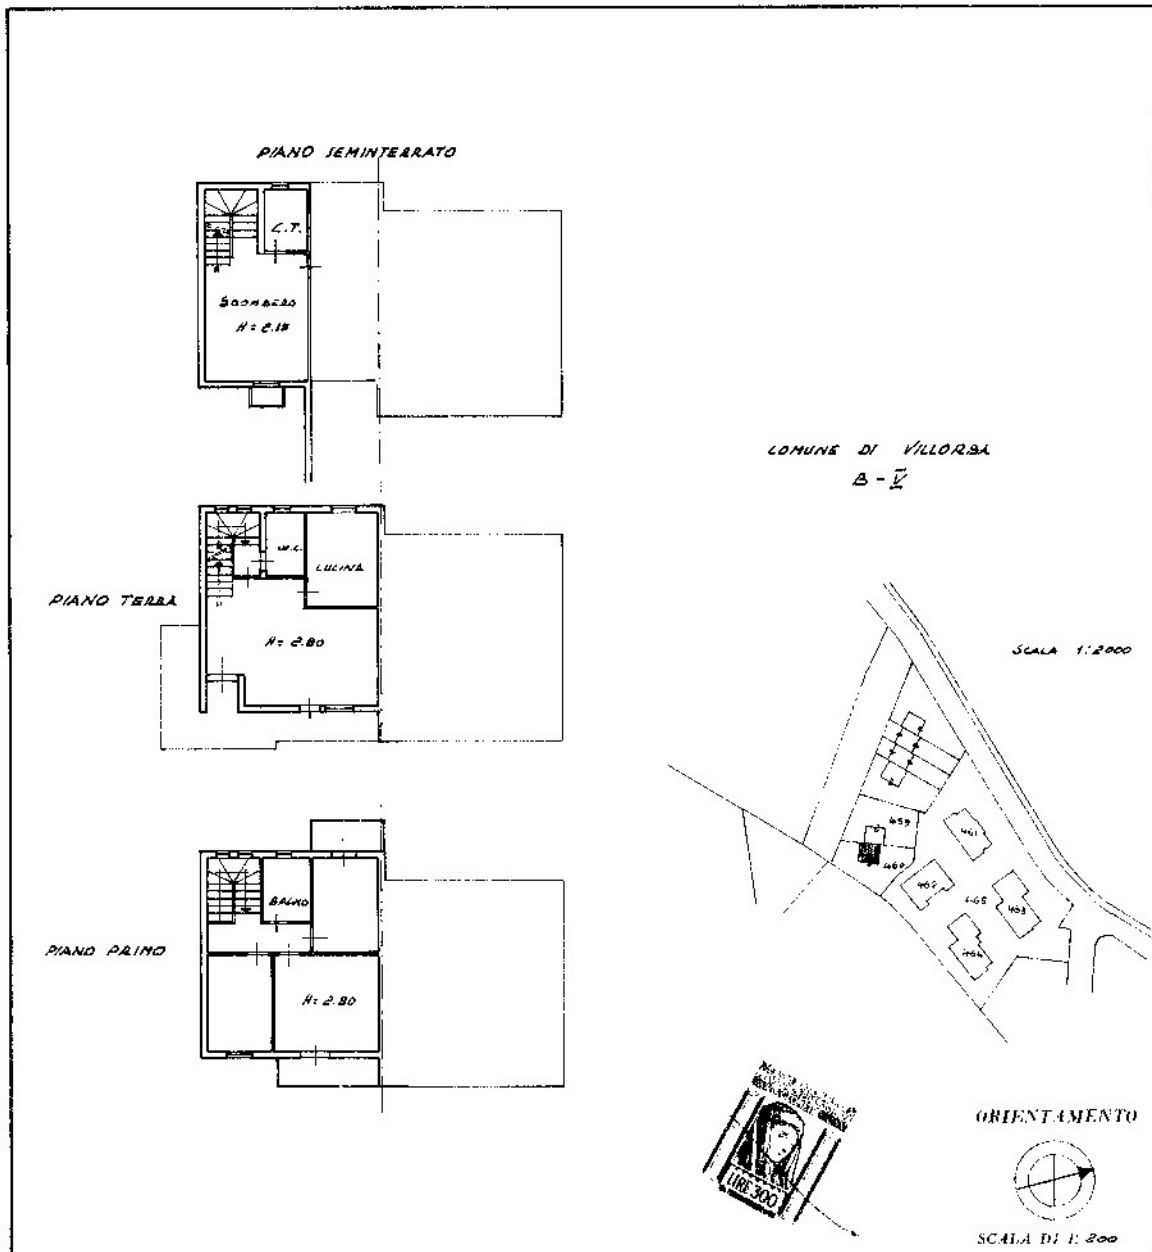 PIANO SEMINTERRATO
C.T.
SGOMBERO
H = 2.15
COMUNE DI VILLORBA
B - V
W.C.
CUCINA
PIANO TERRA
H = 2.80
SCALA 1:2000
459
461
460
462
465
463
464
BAGNO
PIANO PRIMO
H = 2.80
LIRE 300
ORIENTAMENTO
SCALA DI 1: 200